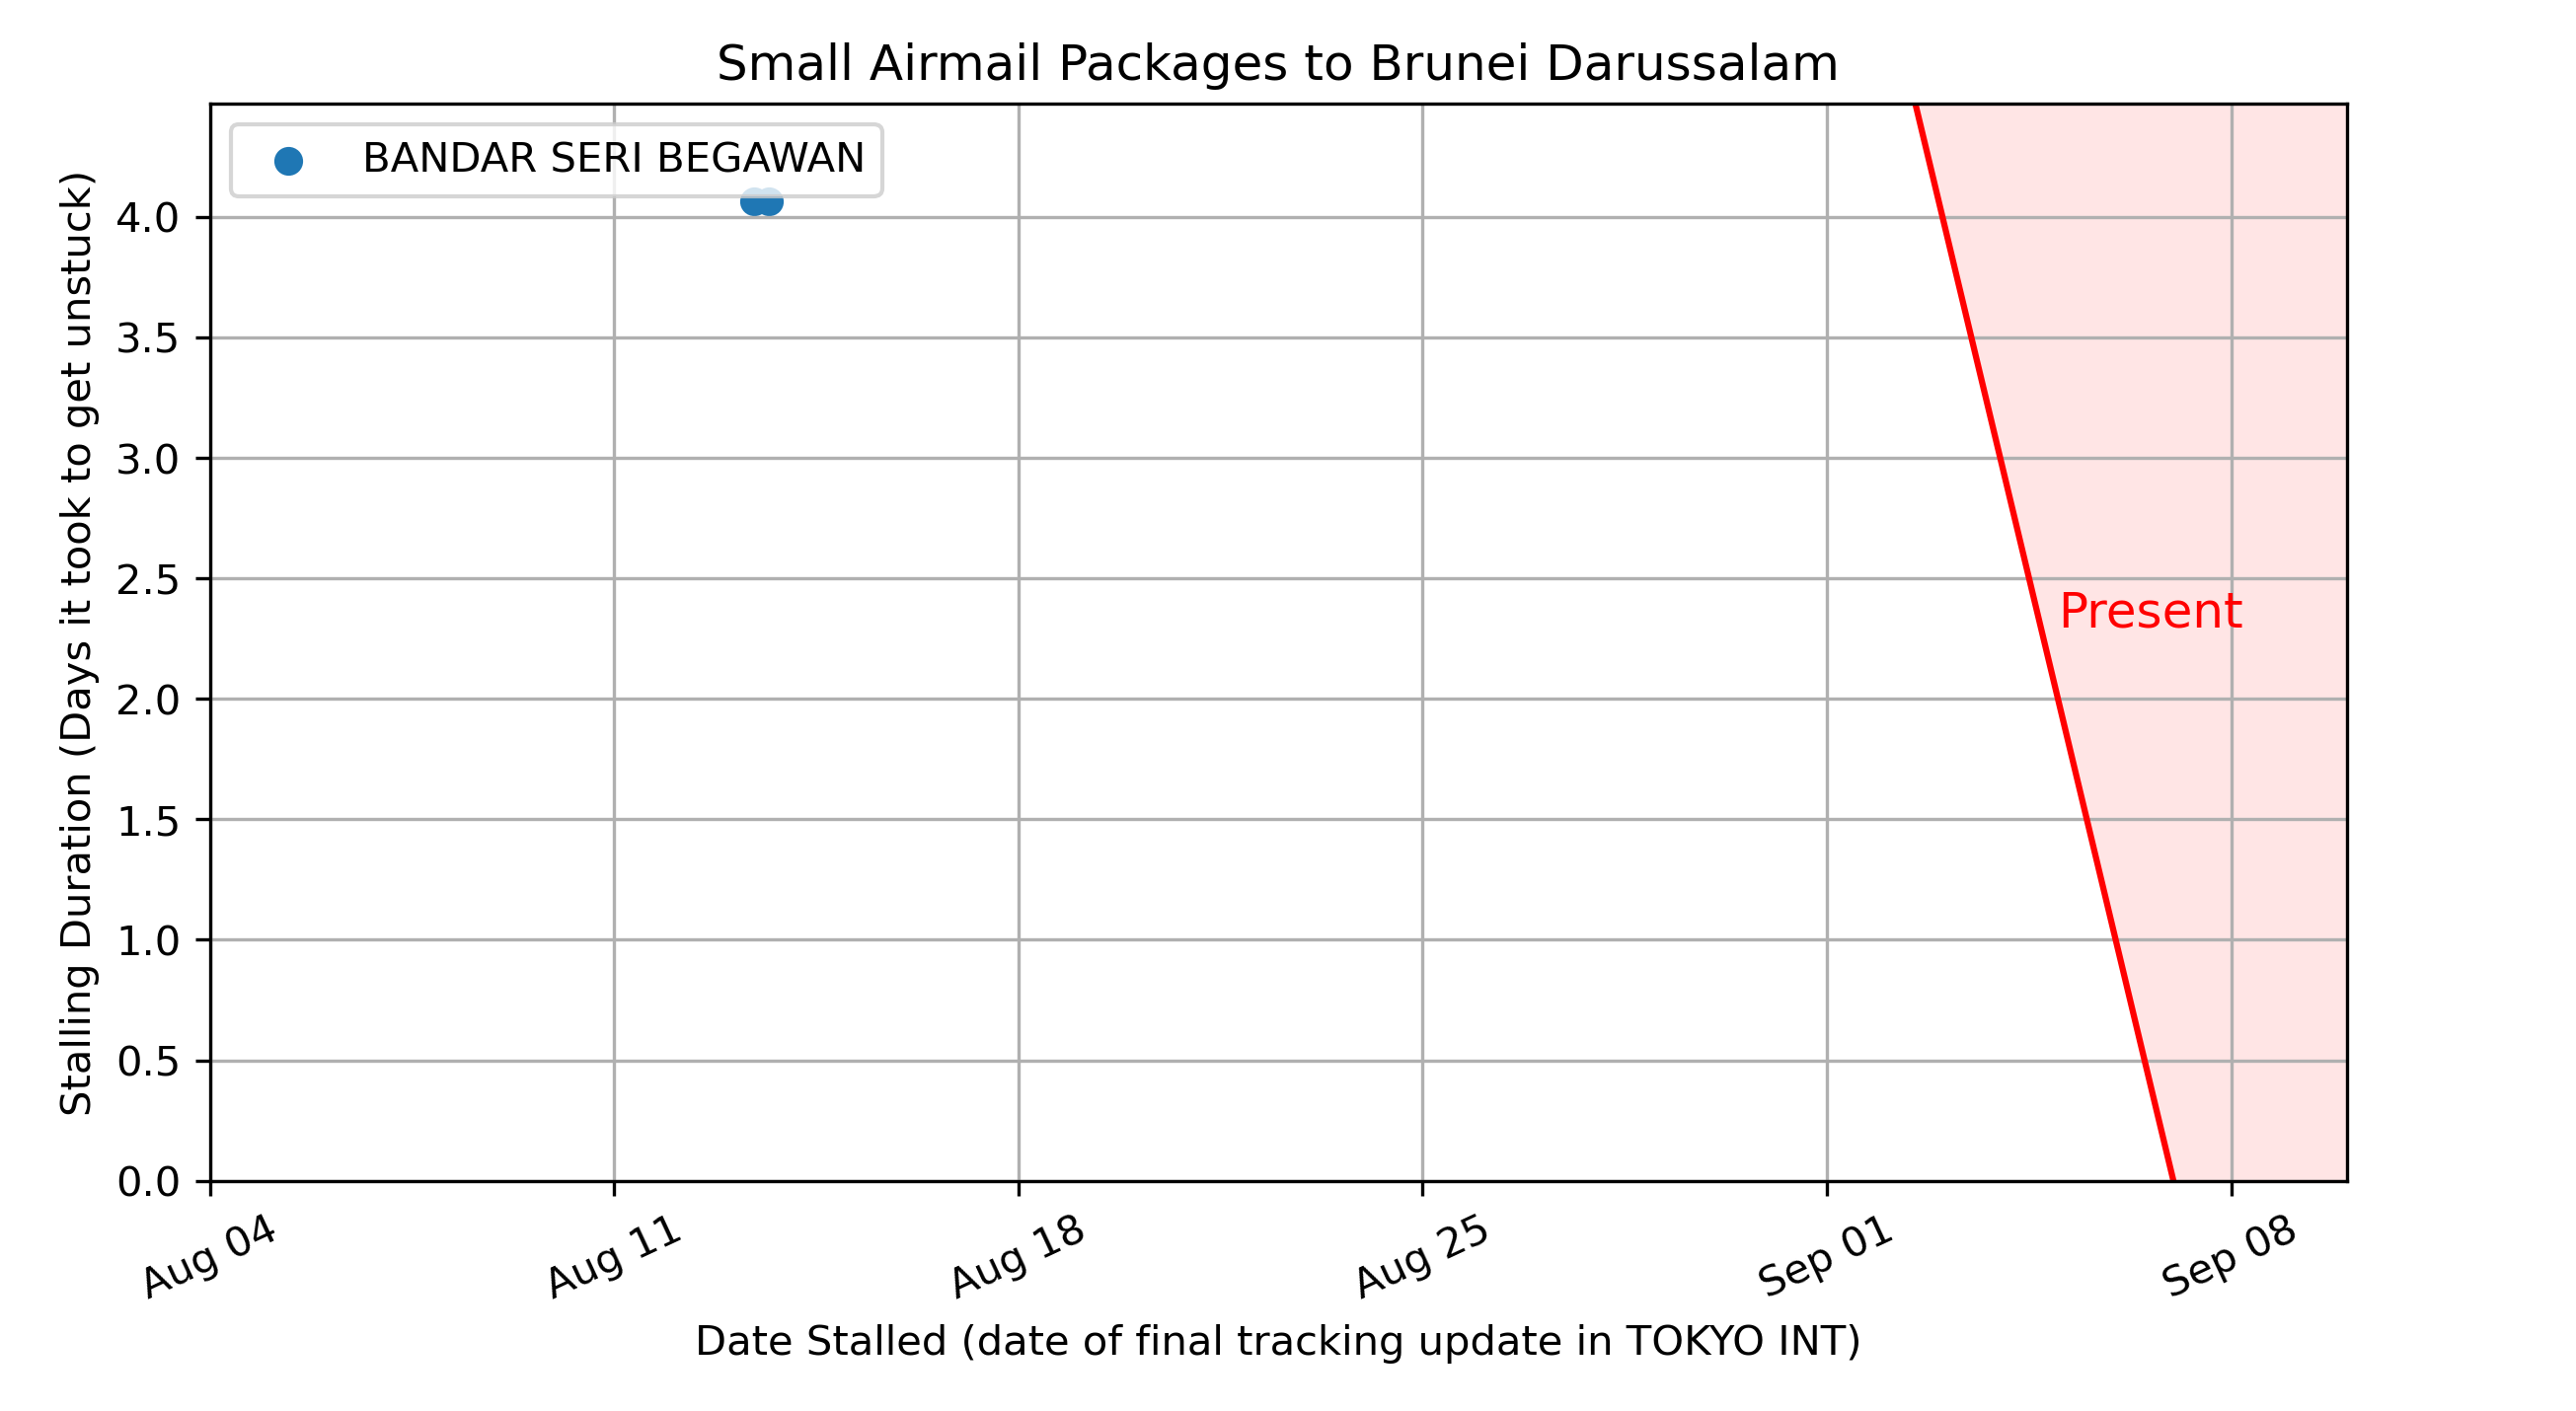 Small Airmail Packages to Brunei Darussalam
BANDAR SERI BEGAWAN
Stalling Duration (Days it took to get unstuck)
4.0
3.5
3.0
2.5
2.0
1.5
1.0
0.5
0.0
Present
Aug 04
Aug 11
Aug 18
Aug 25
Sep 01
Sep 08
Date Stalled (date of final tracking update in TOKYO INT)